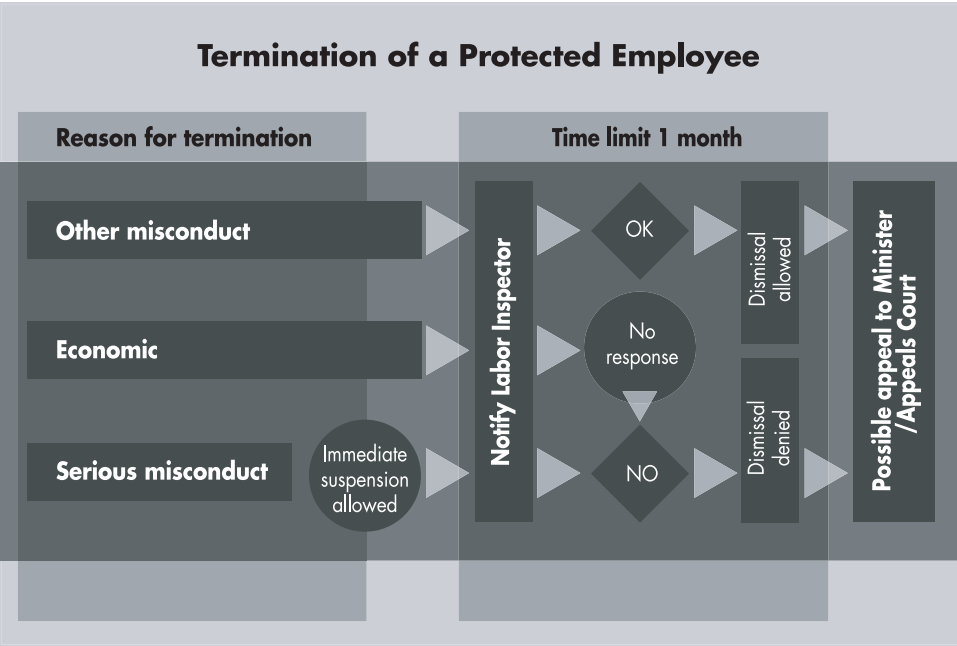 Termination of a Protected Employee
Reason for termination
Time limit 1 month
Other misconduct
Economic
Serious misconduct
Immediate
suspension
allowed
Notify Labor Inspector
OK
No
response
NO
Dismissal
allowed
Dismissal
denied
Possible appeal to Minister
/Appeals Court